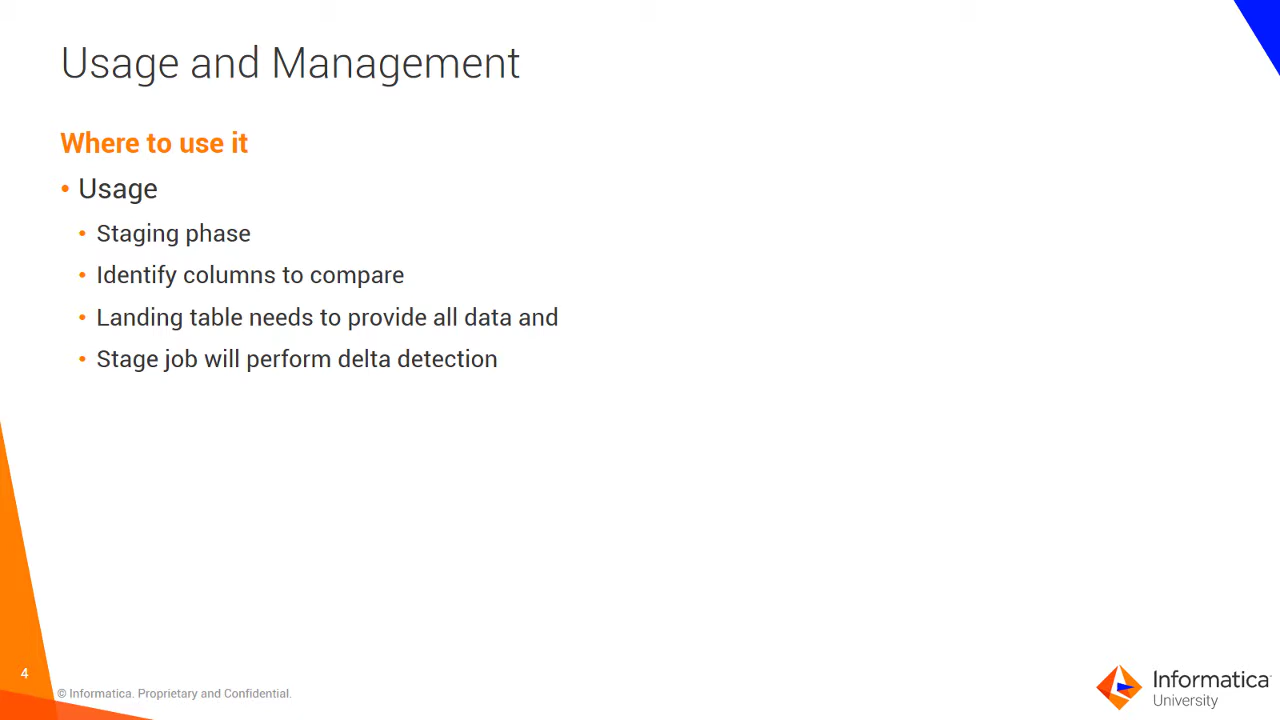 Usage and Management
Where to use it
• Usage
• Staging phase
• Identify columns to compare
• Landing table needs to provide all data and
• Stage job will perform delta detection
4
© Informatica. Proprietary and Confidential.
Informatica
University